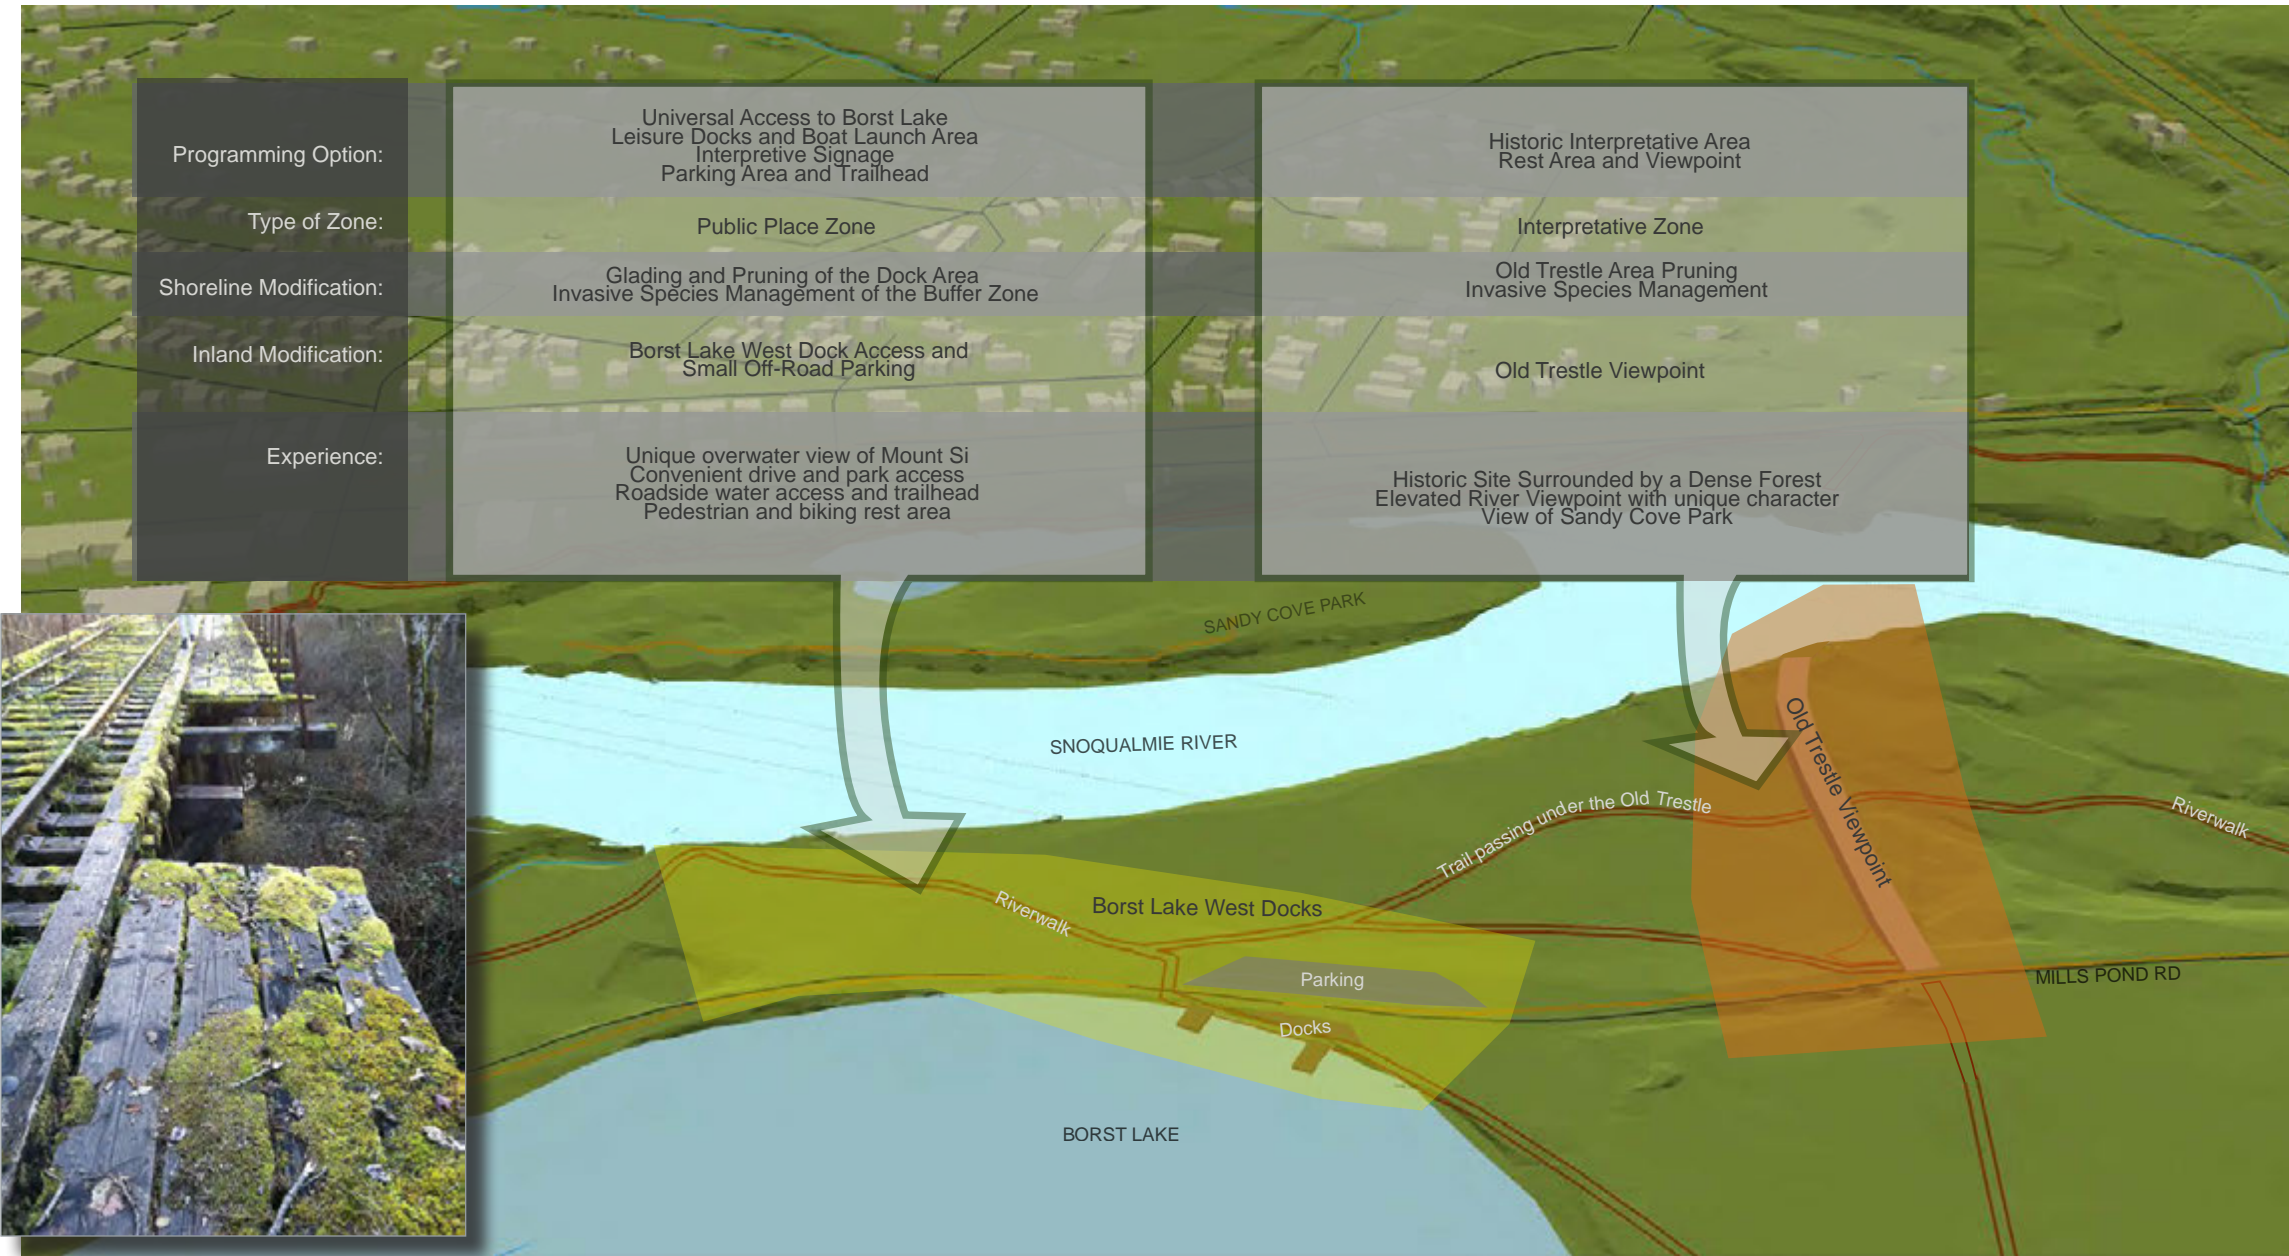 Programming Option:
Universal Access to Borst Lake
Leisure Docks and Boat Launch Area
Interpretive Signage
Parking Area and Trailhead
Historic Interpretative Area
Rest Area and Viewpoint
Type of Zone:
Public Place Zone
Interpretative Zone
Shoreline Modification:
Glading and Pruning of the Dock Area
Invasive Species Management of the Buffer Zone
Old Trestle Area Pruning
Invasive Species Management
Inland Modification:
Borst Lake West Dock Access and
Small Off-Road Parking
Old Trestle Viewpoint
Experience:
Unique overwater view of Mount Si
Convenient drive and park access
Roadside water access and trailhead
Pedestrian and biking rest area
Historic Site Surrounded by a Dense Forest
Elevated River Viewpoint with unique character
View of Sandy Cove Park
SANDY COVE PARK
SNOQUALMIE RIVER
Old Trestle Viewpoint
Trail passing under the Old Trestle
Riverwalk
Riverwalk
Borst Lake West Docks
Parking
MILLS POND RD
Docks
BORST LAKE